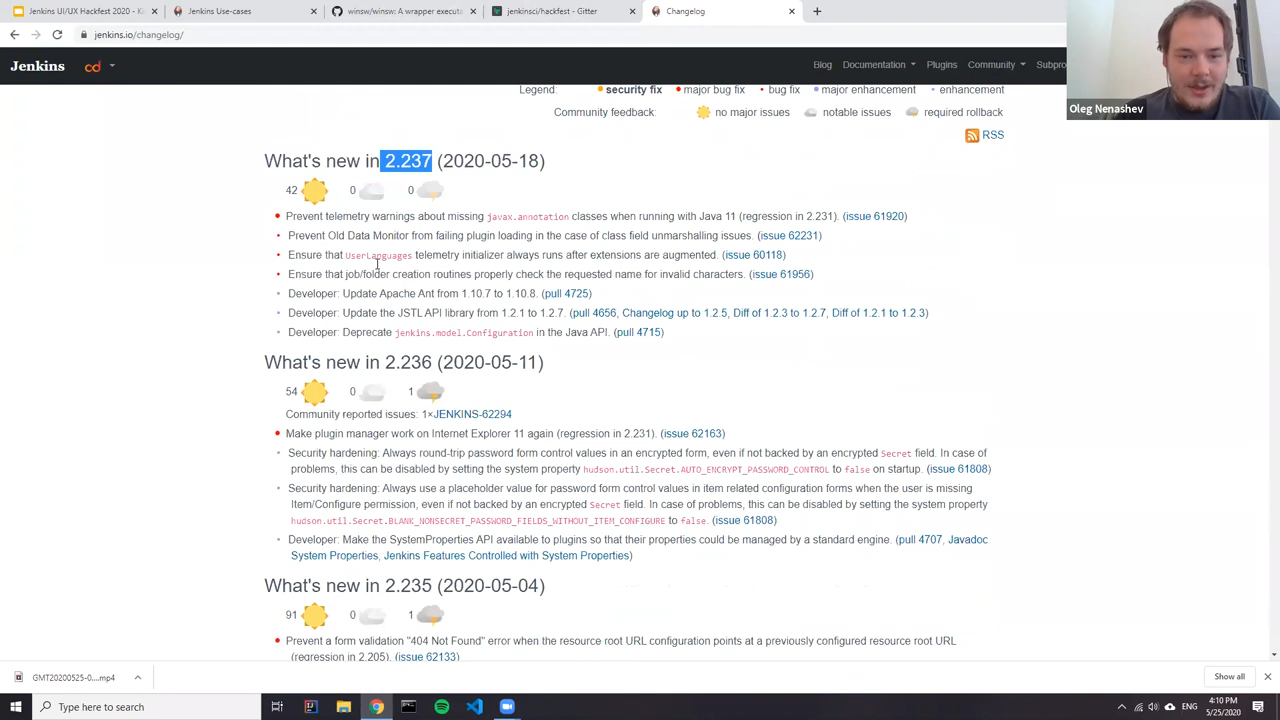 Jenkins UI/UX Hackfest 2020 - Ki
Jenkins Use-cases
winsw/winsw: A wrapper executa
jenkinsci/hackfest - Gitter
Changelog
jenkins.io/changelog/
Jenkins
cd
Blog Documentation Plugins Community Subpro
Oleg Nenashev
Legend: security fix major bug fix bug fix major enhancement enhancement
Community feedback: no major issues notable issues required rollback
RSS
What's new in 2.237 (2020-05-18)
42 0 0
Prevent telemetry warnings about missing javax.annotation classes when running with Java 11 (regression in 2.231). (issue 61920)
Prevent Old Data Monitor from failing plugin loading in the case of class field unmarshalling issues. (issue 62231)
Ensure that UserLanguages telemetry initializer always runs after extensions are augmented. (issue 60118)
Ensure that job/folder creation routines properly check the requested name for invalid characters. (issue 61956)
Developer: Update Apache Ant from 1.10.7 to 1.10.8. (pull 4725)
Developer: Update the JSTL API library from 1.2.1 to 1.2.7. (pull 4656, Changelog up to 1.2.5, Diff of 1.2.3 to 1.2.7, Diff of 1.2.1 to 1.2.3)
Developer: Deprecate jenkins.model.Configuration in the Java API. (pull 4715)
What's new in 2.236 (2020-05-11)
54 0 1
Community reported issues: 1×JENKINS-62294
Make plugin manager work on Internet Explorer 11 again (regression in 2.231). (issue 62163)
Security hardening: Always round-trip password form control values in an encrypted form, even if not backed by an encrypted Secret field. In case of
problems, this can be disabled by setting the system property hudson.util.Secret.AUTO_ENCRYPT_PASSWORD_CONTROL to false on startup. (issue 61808)
Security hardening: Always use a placeholder value for password form control values in item related configuration forms when the user is missing
Item/Configure permission, even if not backed by an encrypted Secret field. In case of problems, this can be disabled by setting the system property
hudson.util.Secret.BLANK_NONSECRET_PASSWORD_FIELDS_WITHOUT_ITEM_CONFIGURE to false. (issue 61808)
Developer: Make the SystemProperties API available to plugins so that their properties could be managed by a standard engine. (pull 4707, Javadoc
System Properties, Jenkins Features Controlled with System Properties)
What's new in 2.235 (2020-05-04)
91 0 1
Prevent a form validation "404 Not Found" error when the resource root URL configuration points at a previously configured resource root URL
(regression in 2.205). (issue 62133)
GMT20200525-0....mp4
Show all
Type here to search
ENG
4:10 PM
5/25/2020